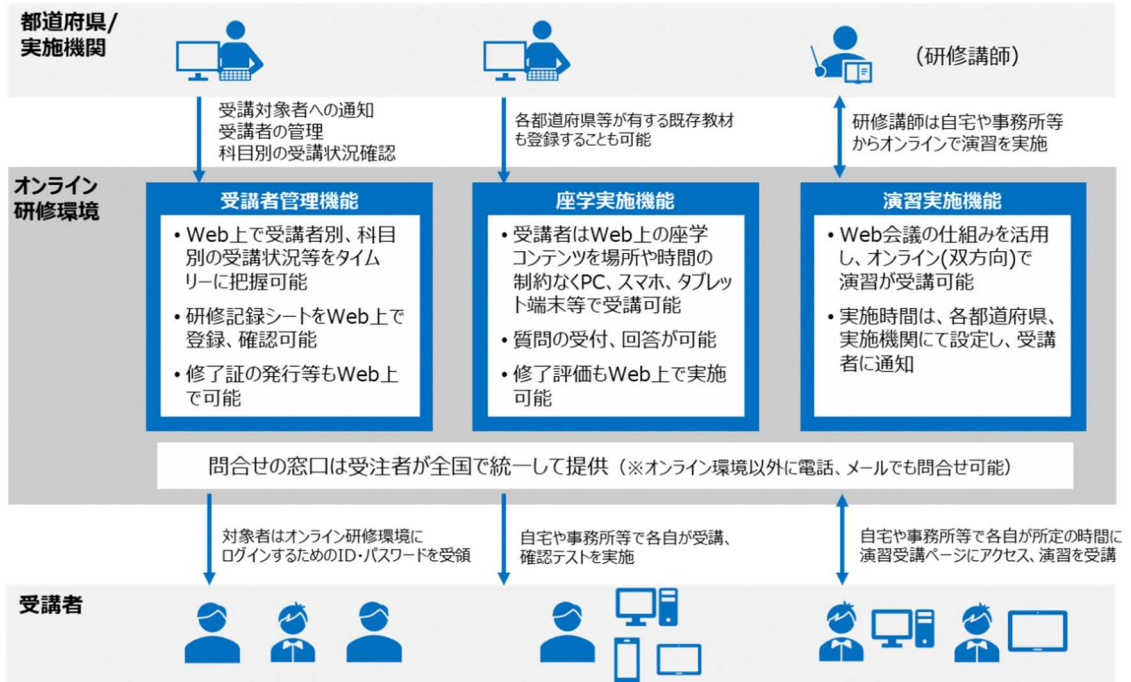 都道府県/
実施機関
(研修講師)
受講対象者への通知
受講者の管理
科目別の受講状況確認
各都道府県等が有する既存教材
も登録することも可能
研修講師は自宅や事務所等
からオンラインで演習を実施
オンライン
研修環境
受講者管理機能
• Web上で受講者別、科目
別の受講状況等をタイム
リーに把握可能
• 研修記録シートをWeb上で
登録、確認可能
• 修了証の発行等もWeb上
で可能
座学実施機能
• 受講者はWeb上の座学
コンテンツを場所や時間の
制約なくPC、スマホ、タブレッ
ト端末等で受講可能
• 質問の受付、回答が可能
• 修了評価もWeb上で実施
可能
演習実施機能
• Web会議の仕組みを活用
し、オンライン(双方向)で
演習が受講可能
• 実施時間は、各都道府県、
実施機関にて設定し、受講
者に通知
問合せの窓口は受注者が全国で統一して提供（※オンライン環境以外に電話、メールでも問合せ可能）
対象者はオンライン研修環境に
ログインするためのID・パスワードを受領
自宅や事務所等で各自が受講、
確認テストを実施
自宅や事務所等で各自が所定の時間に
演習受講ページにアクセス、演習を受講
受講者